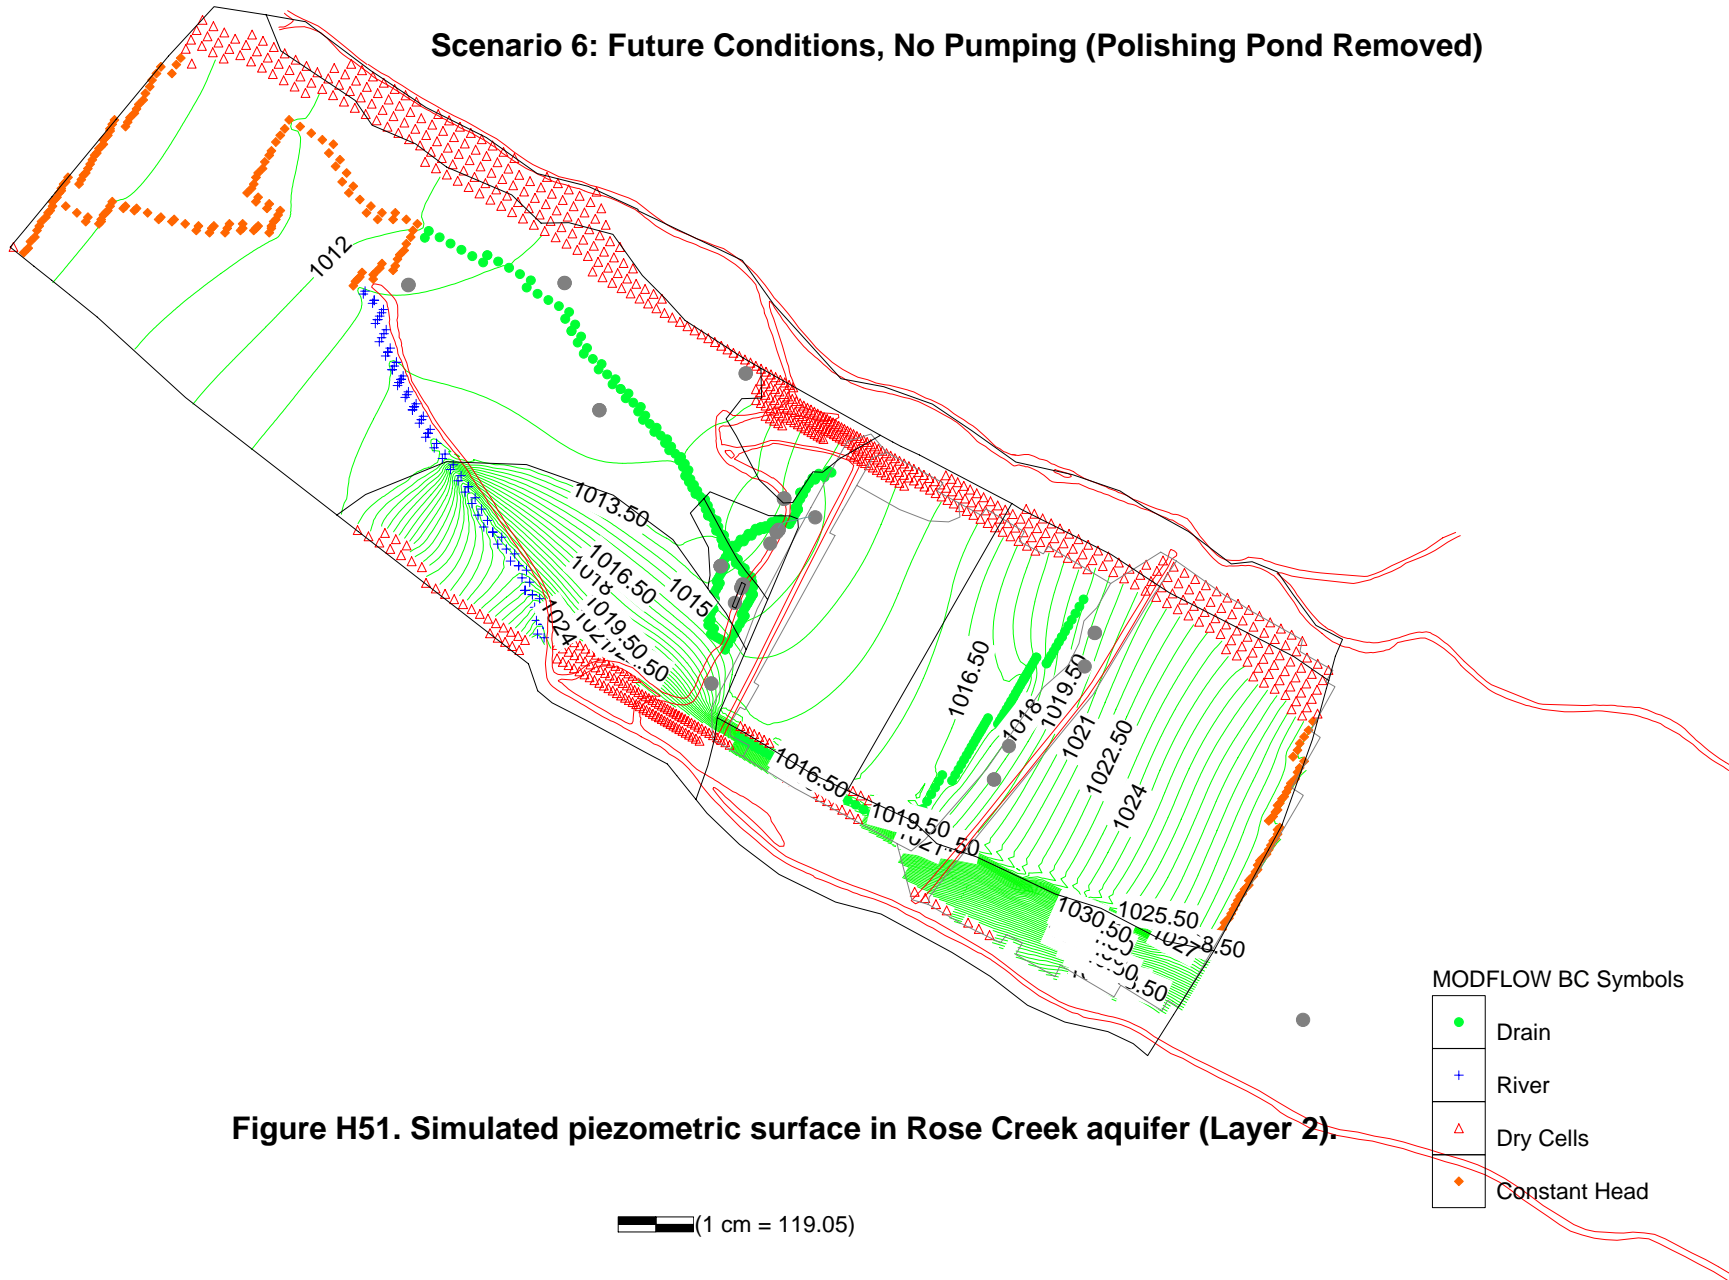 Scenario 6: Future Conditions, No Pumping (Polishing Pond Removed)
1012
1013.50
1016.50
1018
1015
1019.50
1024
1016.50
1019.50
1018
1021
1022.50
1024
1016.50
1019.50
1025.50
1030.50
1027
MODFLOW BC Symbols
Drain
River
Dry Cells
Constant Head
Figure H51. Simulated piezometric surface in Rose Creek aquifer (Layer 2).
(1 cm = 119.05)